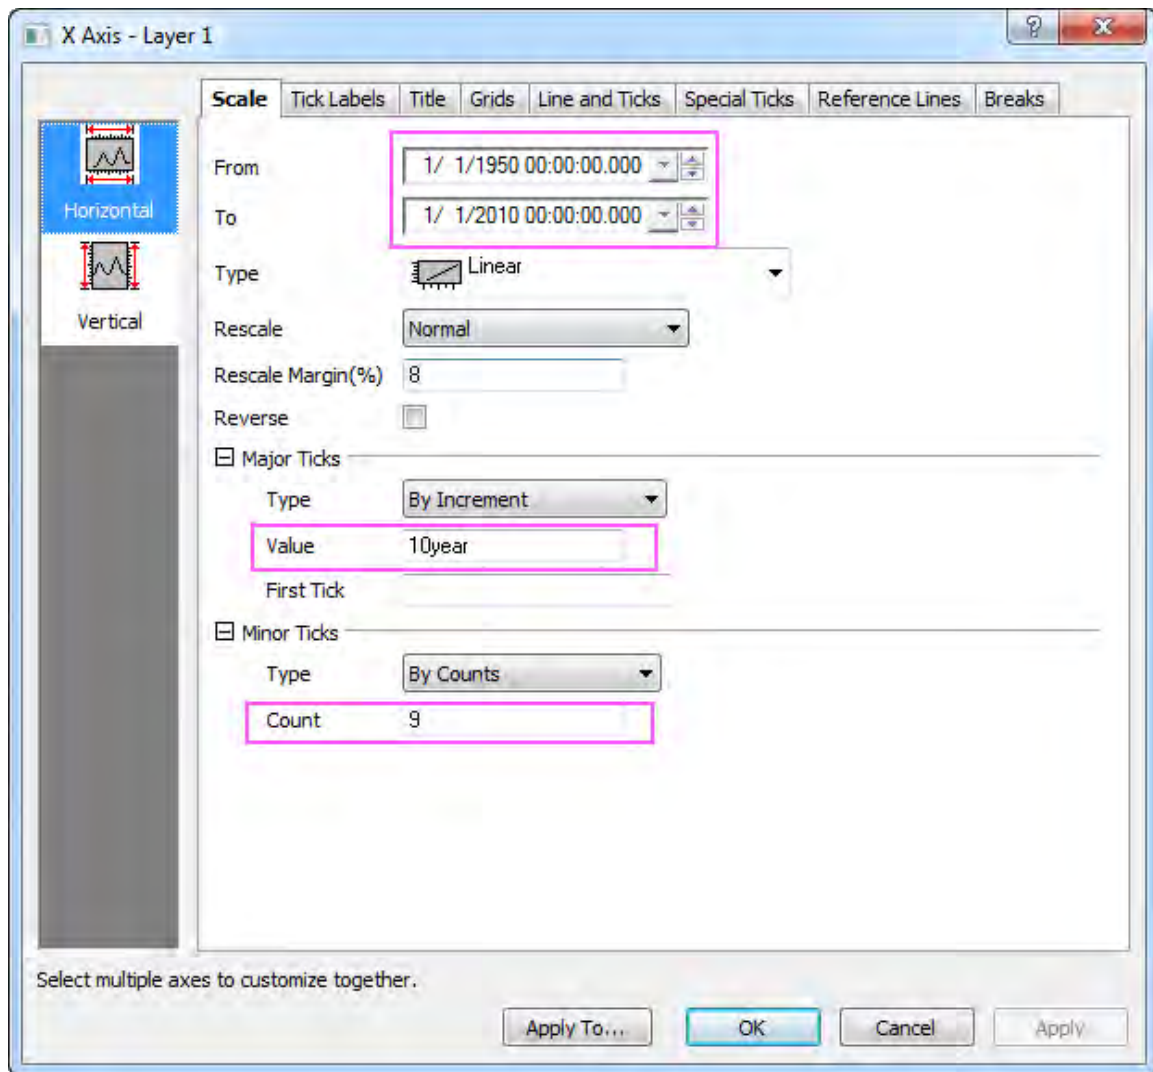 X Axis - Layer 1
Scale Tick Labels Title Grids Line and Ticks Special Ticks Reference Lines Breaks
Horizontal
Vertical
From 1/ 1/1950 00:00:00.000
To 1/ 1/2010 00:00:00.000
Type Linear
Rescale Normal
Rescale Margin(%) 8
Reverse
Major Ticks
Type By Increment
Value 10year
First Tick
Minor Ticks
Type By Counts
Count 9
Select multiple axes to customize together.
Apply To... OK Cancel Apply